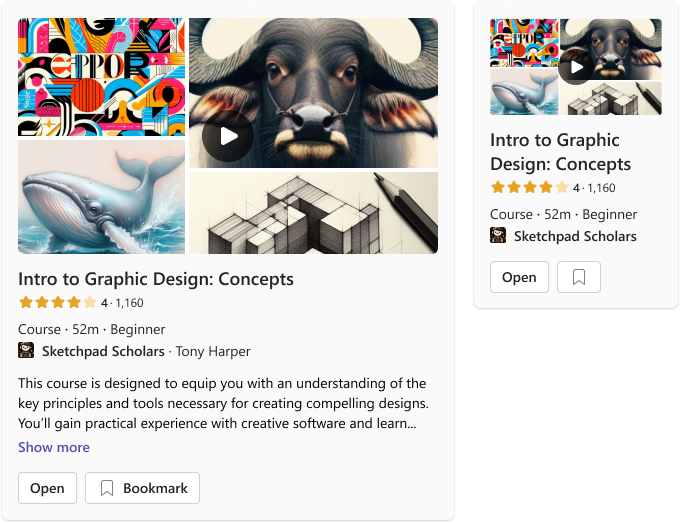 Intro to Graphic Design: Concepts
4 · 1,160
Course · 52m · Beginner
Sketchpad Scholars · Tony Harper
This course is designed to equip you with an understanding of the
key principles and tools necessary for creating compelling designs.
You’ll gain practical experience with creative software and learn...
Show more
Open
Bookmark
Intro to Graphic
Design: Concepts
4 · 1,160
Course · 52m · Beginner
Sketchpad Scholars
Open